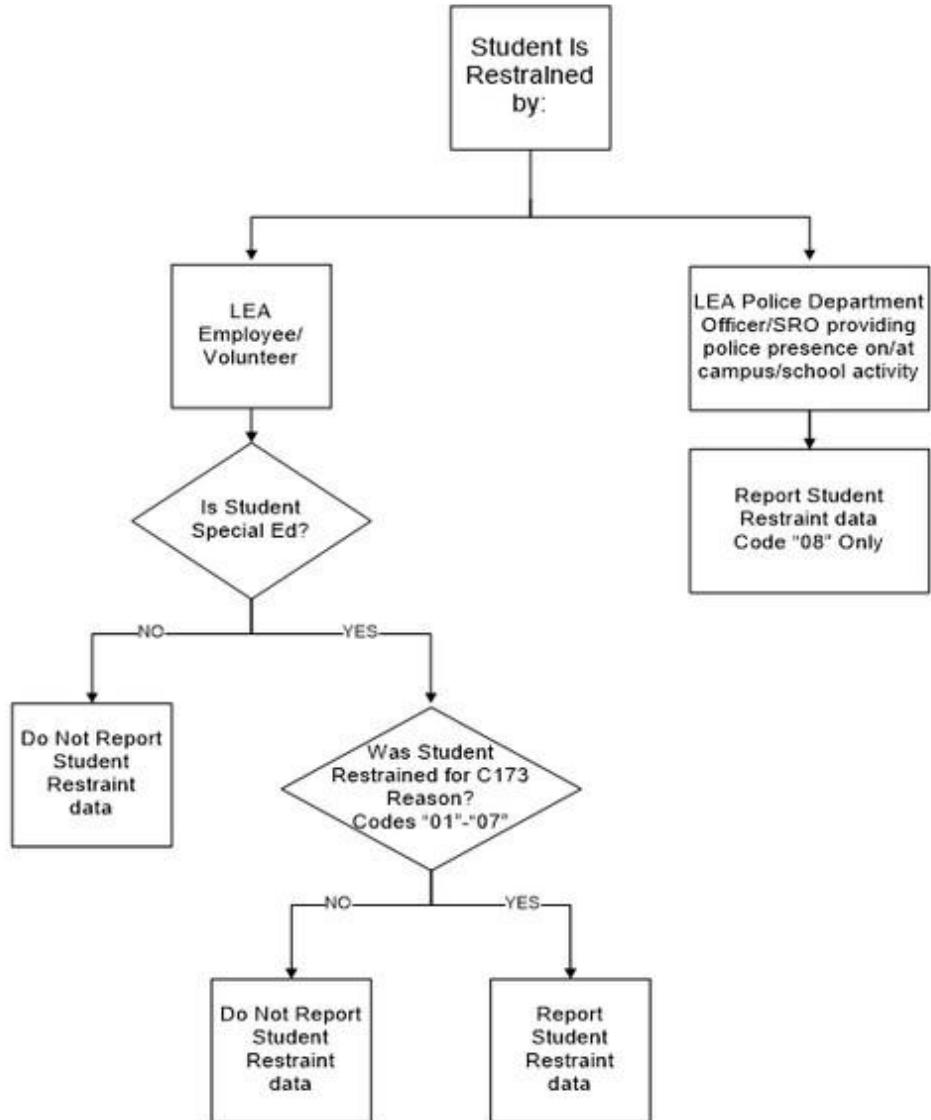 Student Is
Restralned
by:
LEA
Employee/
Volunteer
LEA Police Department
Officer/SRO providing
police presence on/at
campus/school activity
Is Student
Special Ed?
Report Student
Restraint data
Code "08" Only
NO
YES
Do Not Report
Student
Restraint
data
Was Student
Restrained for C173
Reason?
Codes "01"-"07"
NO
YES
Do Not Report
Student
Restraint
data
Report
Student
Restraint
data